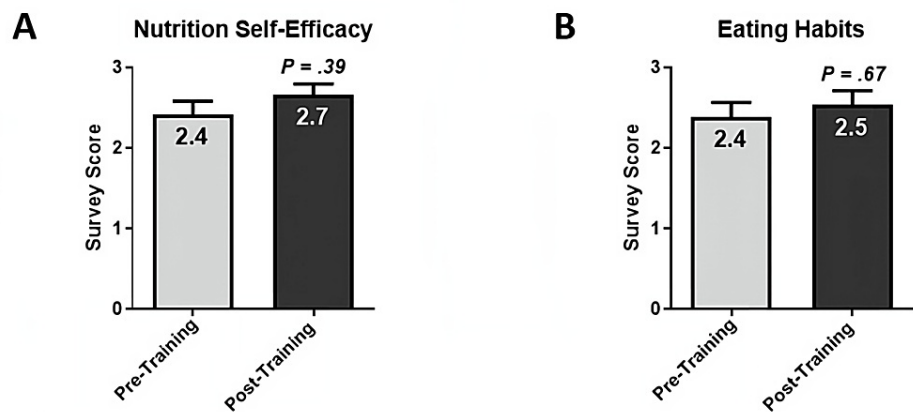 A
Nutrition Self-Efficacy
P = .39
3
2
1
0
Survey Score
2.4
2.7
Pre-Training
Post-Training
B
Eating Habits
P = .67
3
2
1
0
Survey Score
2.4
2.5
Pre-Training
Post-Training